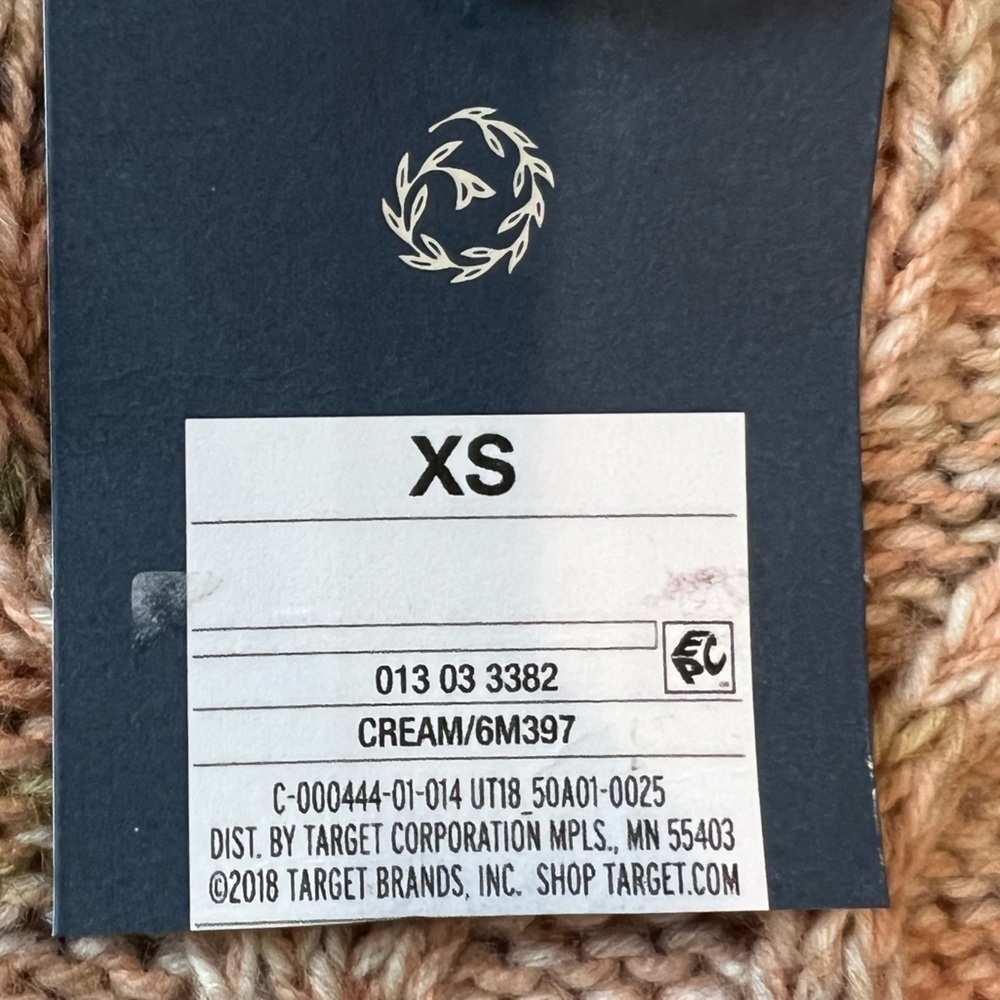 XS
EPC
013 03 3382
CREAM/6M397
C-000444-01-014 UT18_50A01-0025
DIST. BY TARGET CORPORATION MPLS., MN 55403
©2018 TARGET BRANDS, INC. SHOP TARGET.COM